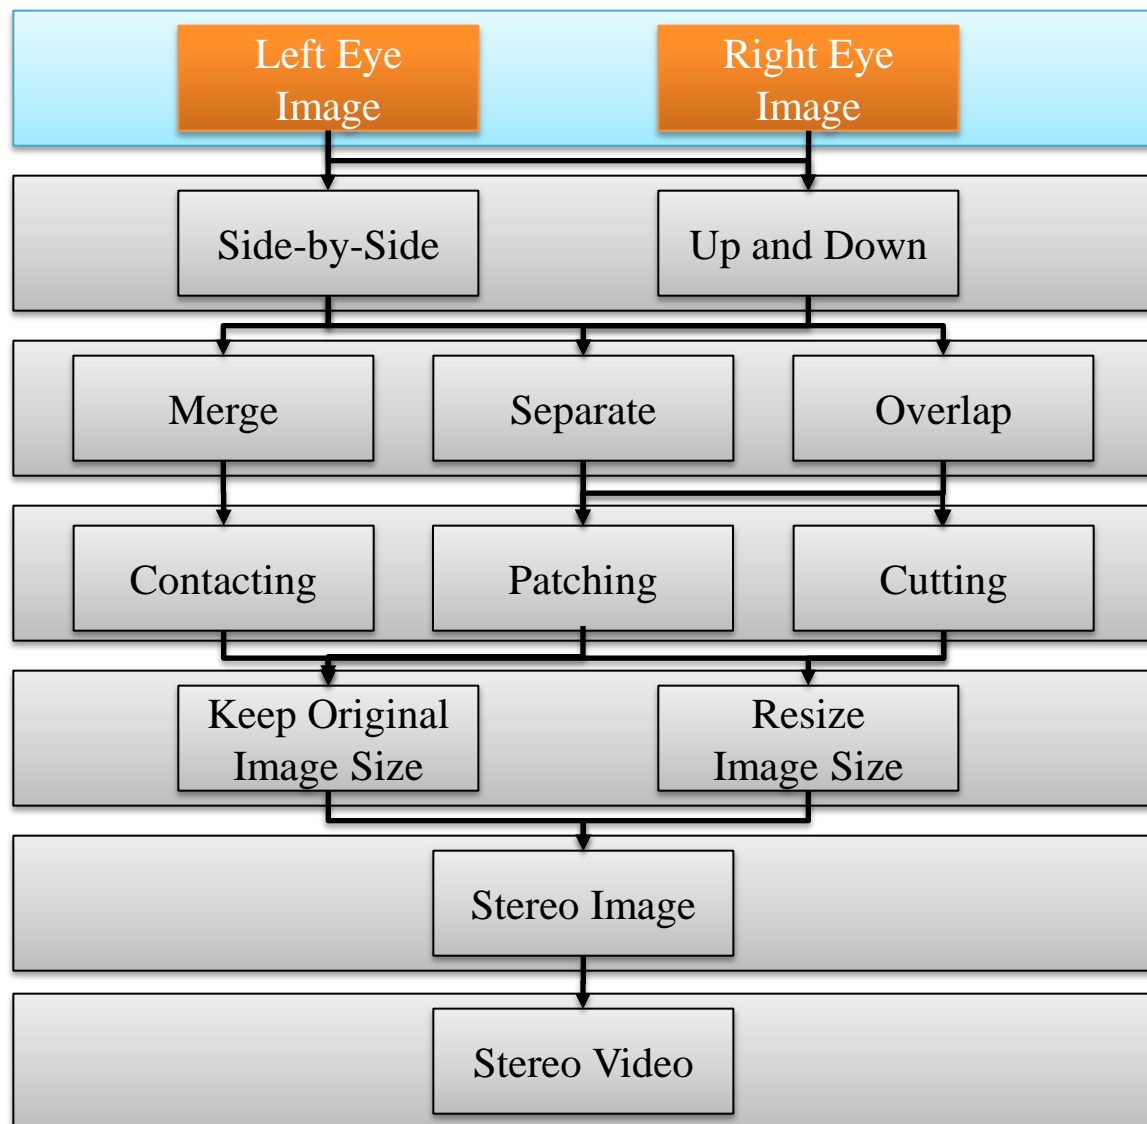 Left Eye
Image
Right Eye
Image
Side-by-Side
Up and Down
Merge
Separate
Overlap
Contacting
Patching
Cutting
Keep Original
Image Size
Resize
Image Size
Stereo Image
Stereo Video